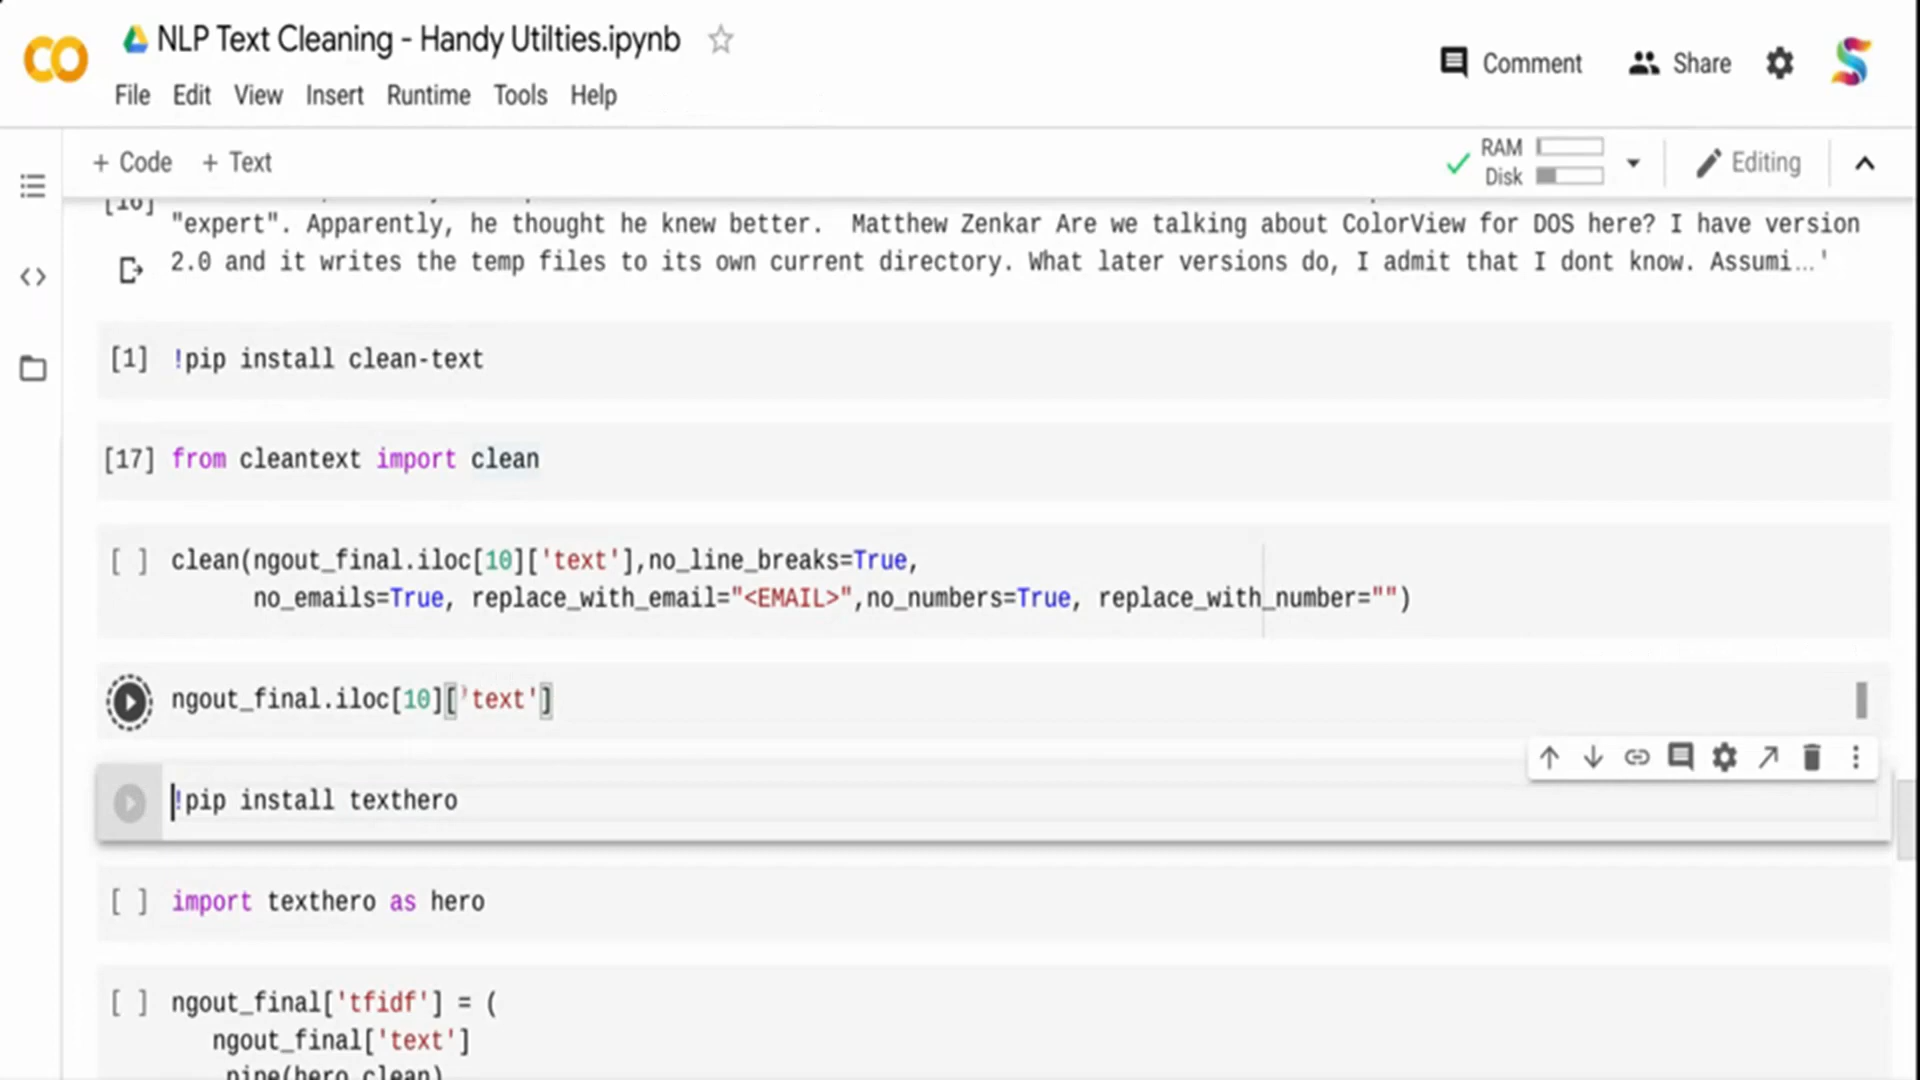 NLP Text Cleaning - Handy Utilties.ipynb
File Edit View Insert Runtime Tools Help
Comment Share
+ Code + Text
RAM
Disk
Editing
[16]
"expert". Apparently, he thought he knew better.  Matthew Zenkar Are we talking about ColorView for DOS here? I have version
2.0 and it writes the temp files to its own current directory. What later versions do, I admit that I dont know. Assumi…'
[1] !pip install clean-text
[17] from cleantext import clean
[ ] clean(ngout_final.iloc[10]['text'],no_line_breaks=True,
no_emails=True, replace_with_email="<EMAIL>",no_numbers=True, replace_with_number="")
ngout_final.iloc[10]['text']
!pip install texthero
[ ] import texthero as hero
[ ] ngout_final['tfidf'] = (
ngout_final['text']
.pipe(hero.clean)